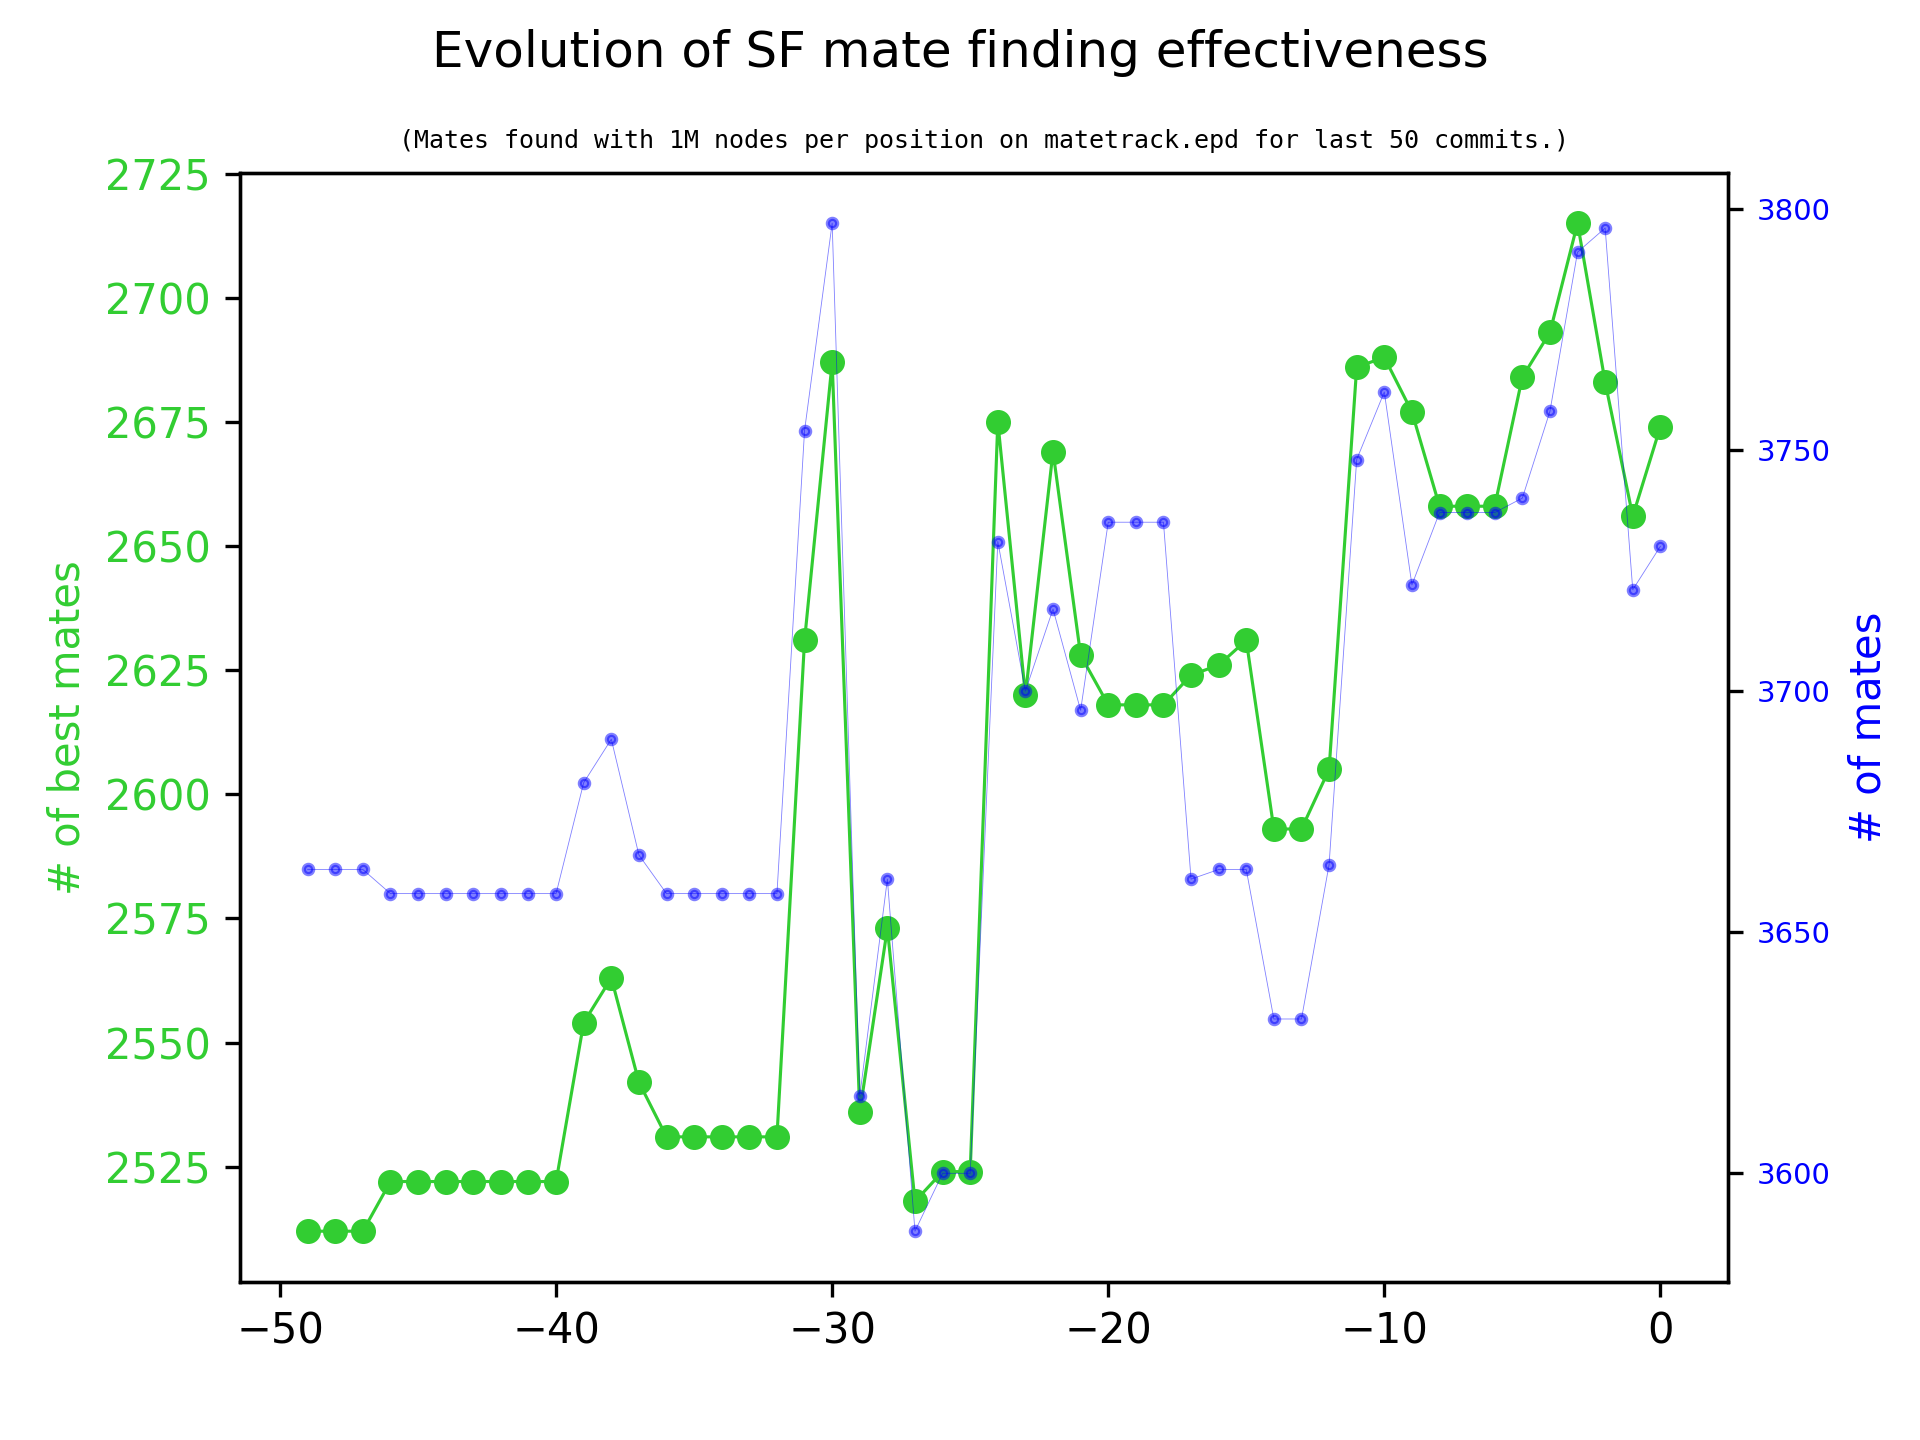 Evolution of SF mate finding effectiveness
(Mates found with 1M nodes per position on matetrack.epd for last 50 commits.)
# of best mates
2725
2700
2675
2650
2625
2600
2575
2550
2525
3800
3750
3700
3650
3600
# of mates
−50 −40 −30 −20 −10 0